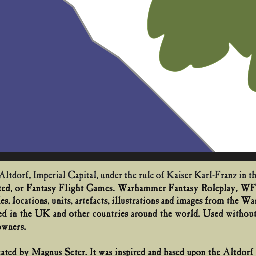 Altdorf, Imperial Capital, under the rule of Kaiser Karl-Franz in th
ted, or Fantasy Flight Games. Warhammer Fantasy Roleplay, WF
es, locations, units, artefacts, illustrations and images from the War
ed in the UK and other countries around the world. Used without
owners.
ated by Magnus Seter. It was inspired and based upon the Altdorf